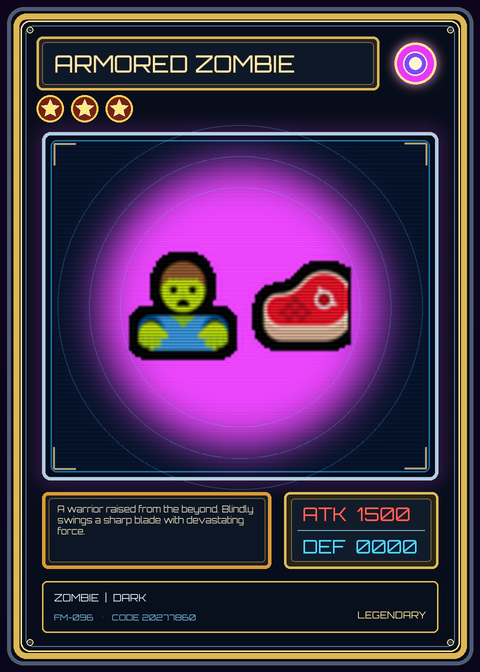 ARMORED ZOMBIE
A warrior raised from the beyond. Blindly
swings a sharp blade with devastating
force.
ATK 1500
DEF 0000
ZOMBIE | DARK
FM-096 · CODE 20277860
LEGENDARY